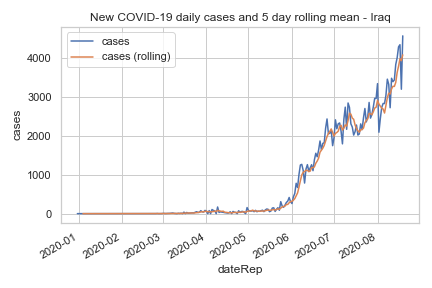 New COVID-19 daily cases and 5 day rolling mean - Iraq
cases
cases (rolling)
4000
3000
2000
1000
0
cases
2020-01
2020-02
2020-03
2020-04
2020-05
2020-06
2020-07
2020-08
dateRep